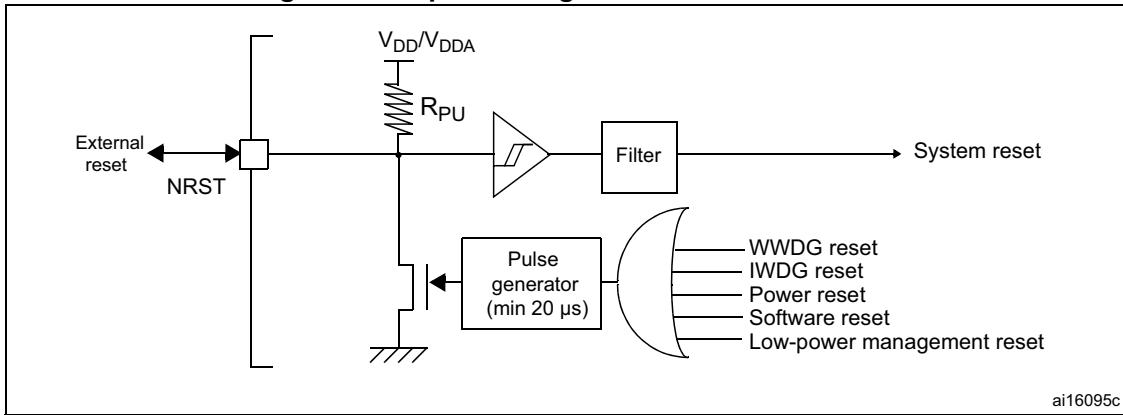 V_DD/V_DDA
R_PU
External
reset
NRST
Filter
System reset
Pulse
generator
(min 20 µs)
WWDG reset
IWDG reset
Power reset
Software reset
Low-power management reset
ai16095c